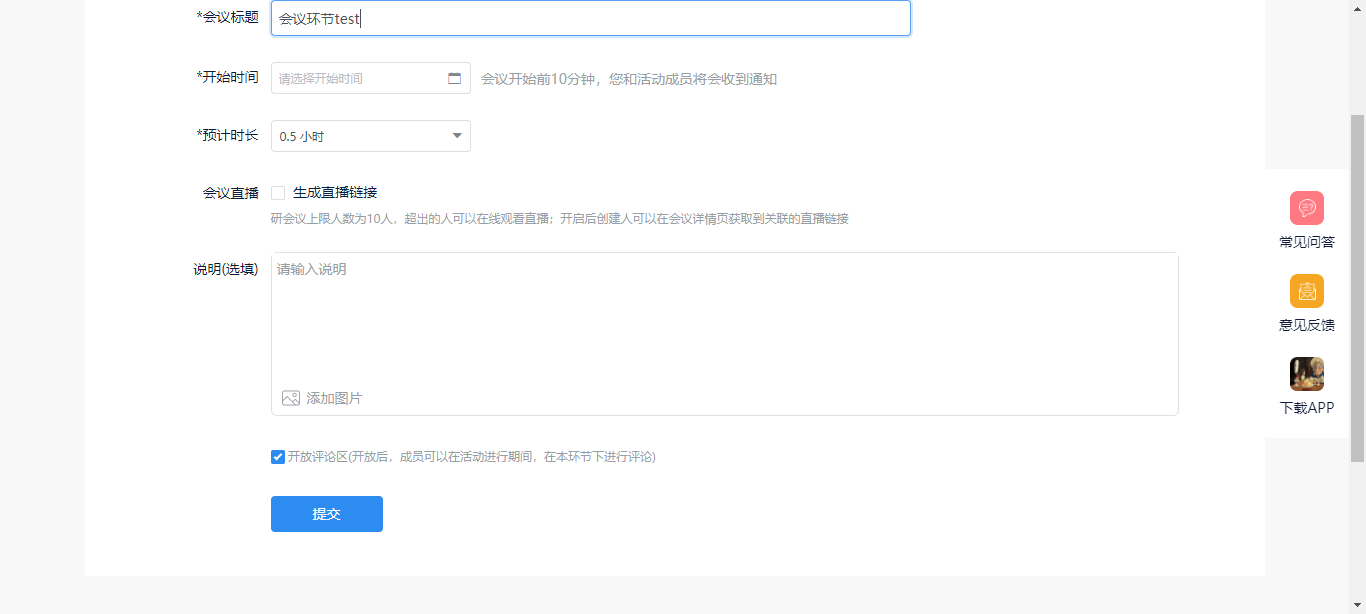 *会议标题 会议环节test
*开始时间 请选择开始时间 会议开始前10分钟，您和活动成员将会收到通知
*预计时长 0.5 小时
会议直播 生成直播链接
研会议上限人数为10人，超出的人可以在线观看直播；开启后创建人可以在会议详情页获取到关联的直播链接
说明(选填) 请输入说明
添加图片
开放评论区(开放后，成员可以在活动进行期间，在本环节下进行评论)
提交
常见问答
意见反馈
下载APP